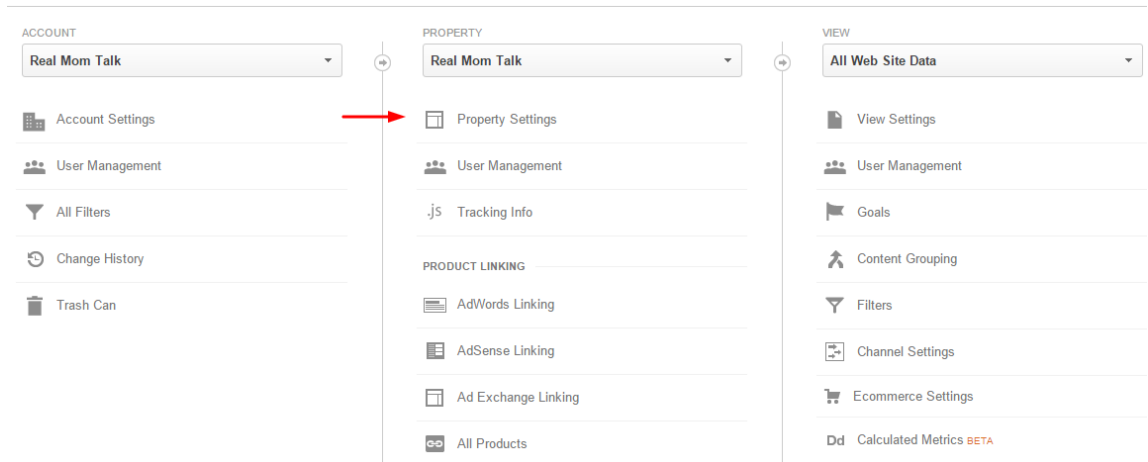 ACCOUNT
Real Mom Talk
Account Settings
User Management
All Filters
Change History
Trash Can
PROPERTY
Real Mom Talk
Property Settings
User Management
.js Tracking Info
PRODUCT LINKING
AdWords Linking
AdSense Linking
Ad Exchange Linking
All Products
VIEW
All Web Site Data
View Settings
User Management
Goals
Content Grouping
Filters
Channel Settings
Ecommerce Settings
Dd Calculated Metrics BETA